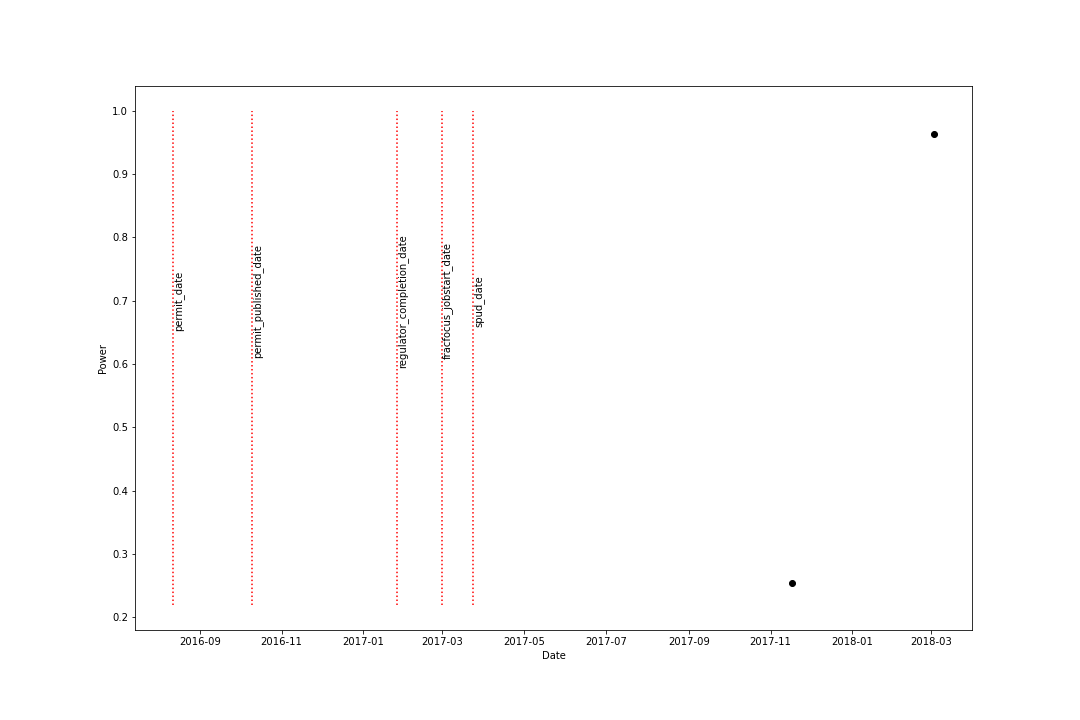 1.0
0.9
0.8
0.7
0.6
0.5
0.4
0.3
0.2
Power
permit_date
permit_published_date
regulator_completion_date
fracfocus_jobstart_date
spud_date
2016-09 2016-11 2017-01 2017-03 2017-05 2017-07 2017-09 2017-11 2018-01 2018-03
Date